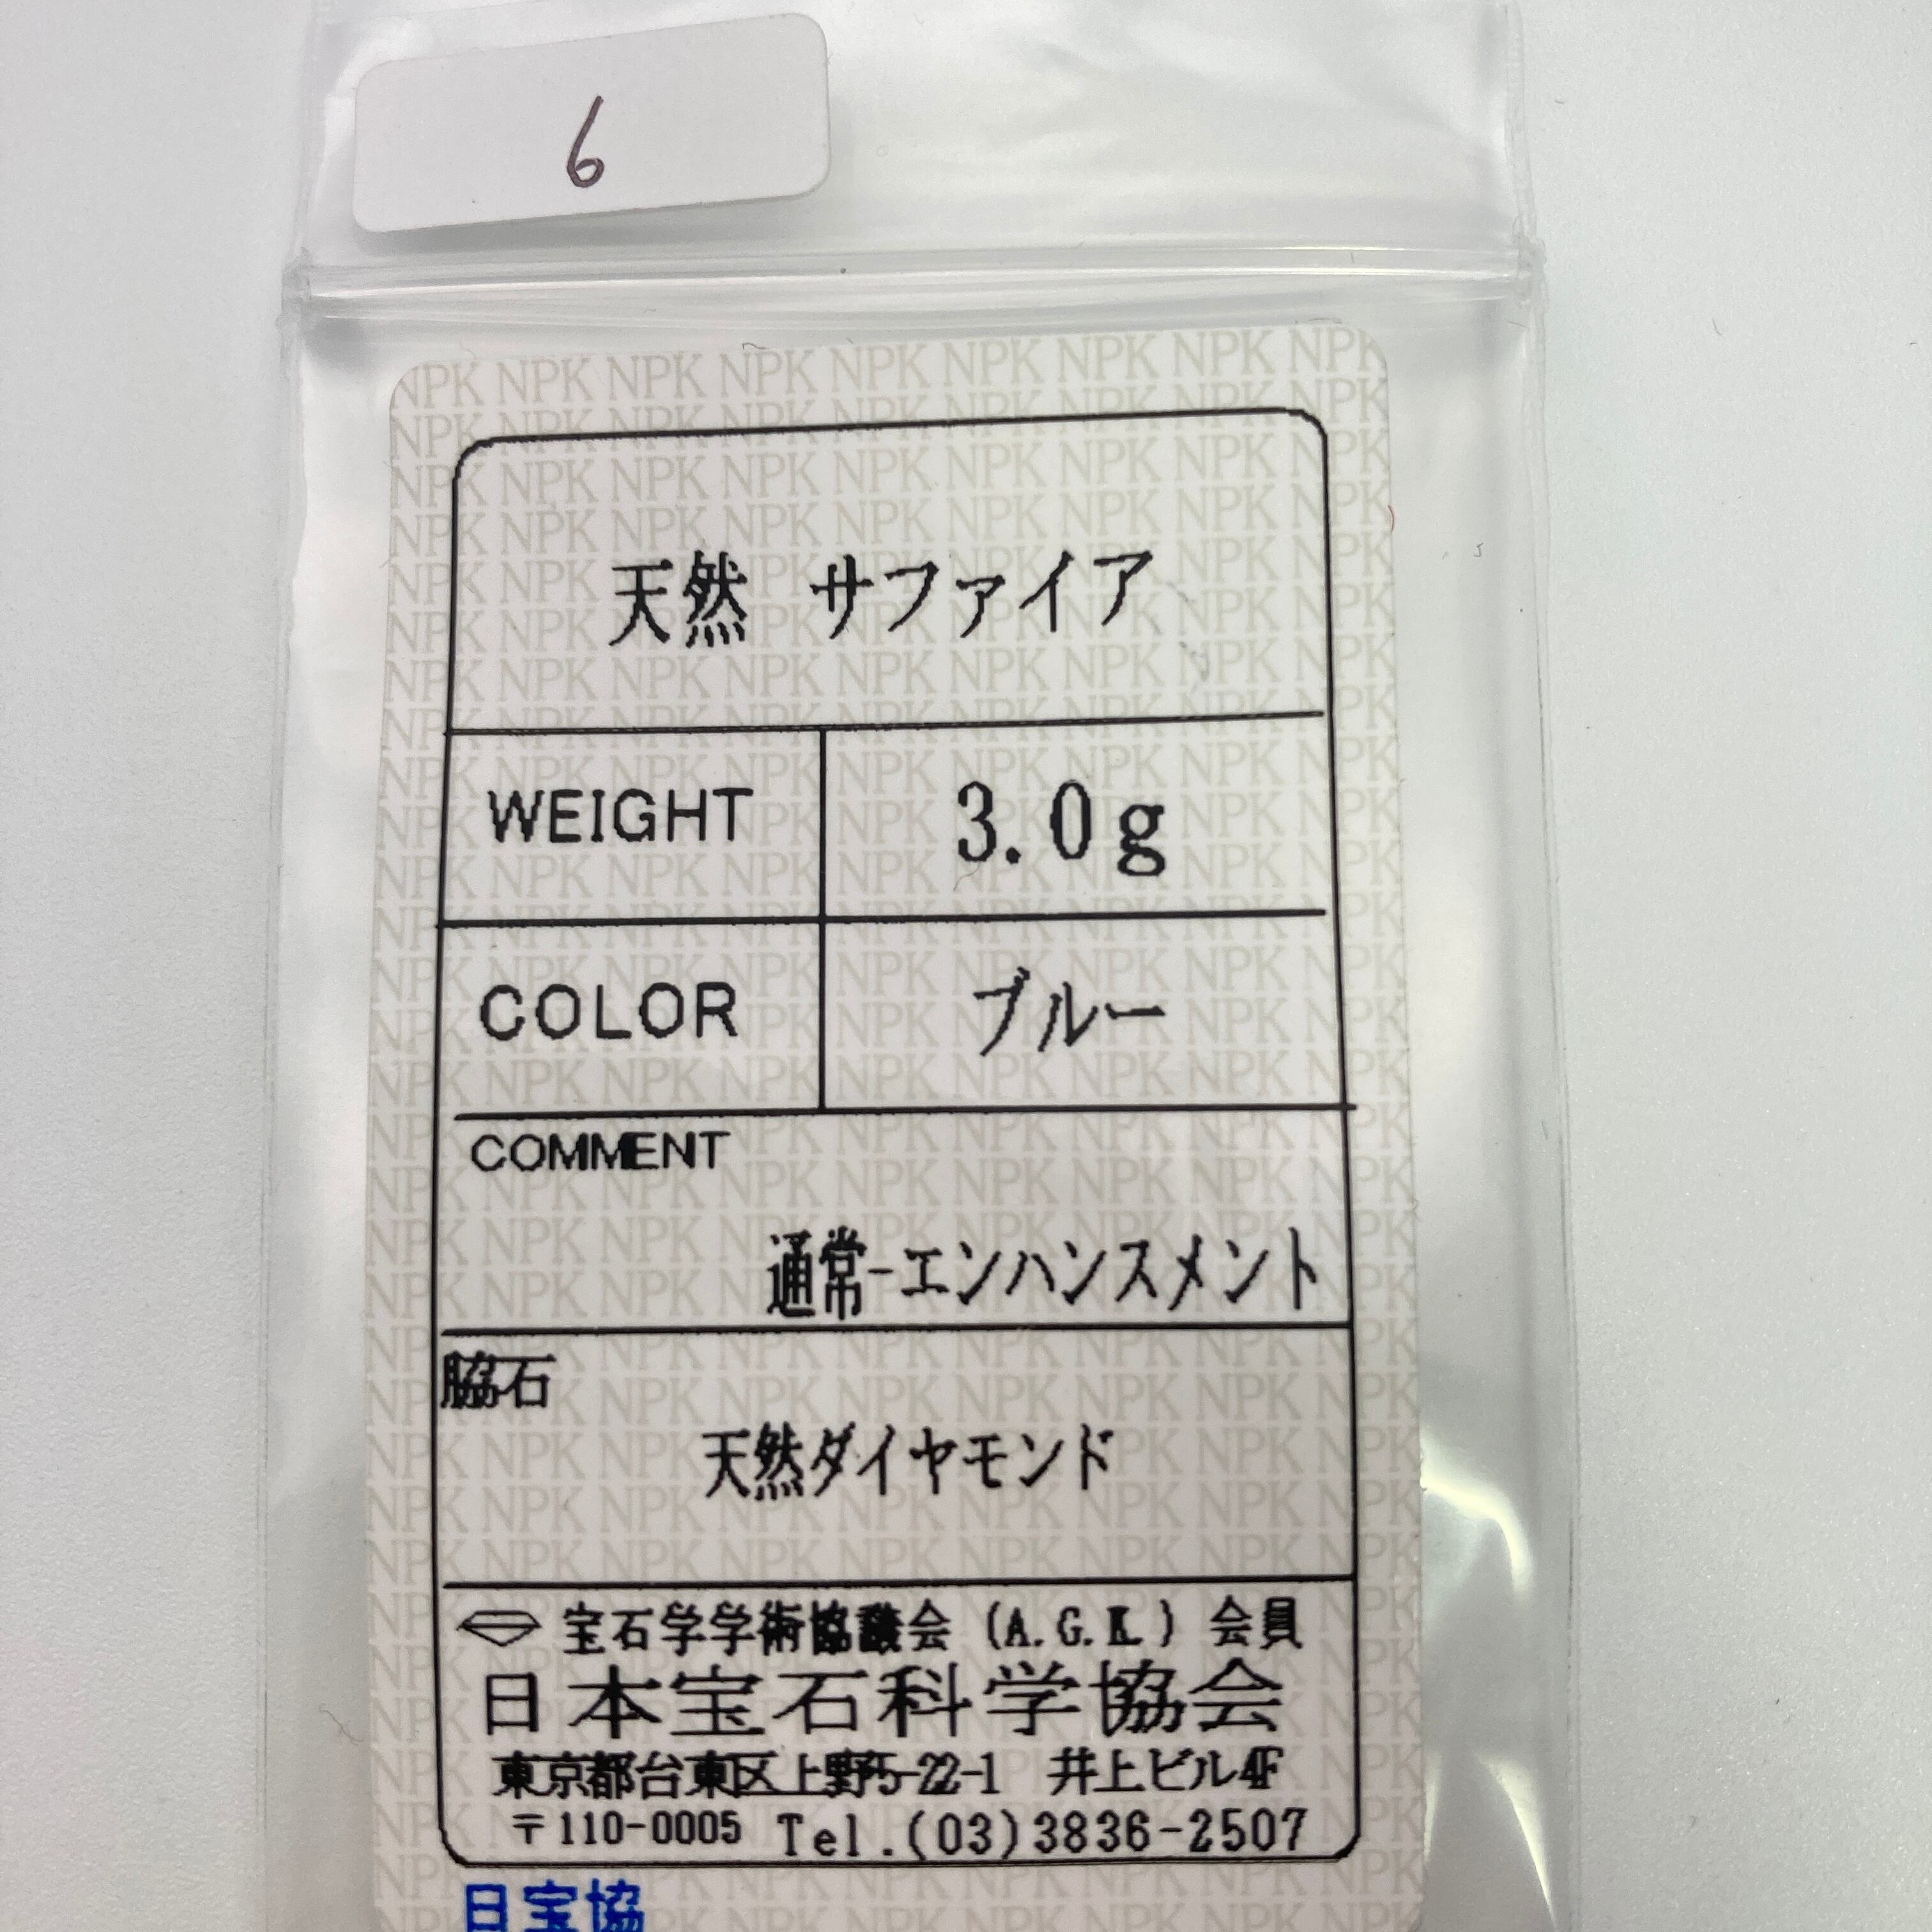 6
天然 サファイア
WEIGHT 3.0g
COLOR ブルー
COMMENT
通常-エンハンスメント
脇石
天然ダイヤモンド
宝石学学術協議会 (A.G.K.) 会員
日本宝石科学協会
東京都台東区上野5-22-1 井上ビル4F
〒110-0005 Tel.(03)3836-2507
日宝協